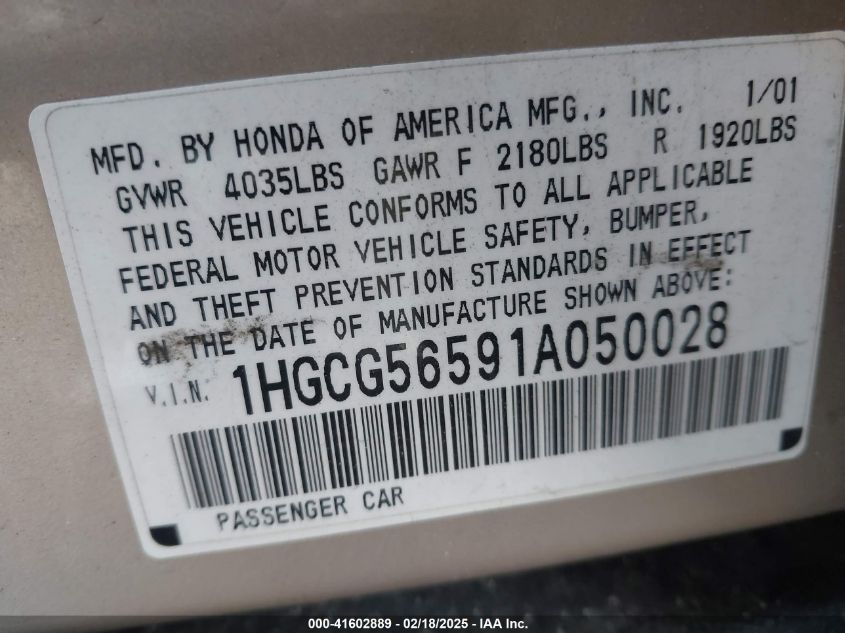 MFD. BY HONDA OF AMERICA MFG., INC. 1/01
GVWR 4035LBS GAWR F 2180LBS R 1920LBS
THIS VEHICLE CONFORMS TO ALL APPLICABLE
FEDERAL MOTOR VEHICLE SAFETY, BUMPER,
AND THEFT PREVENTION STANDARDS IN EFFECT
ON THE DATE OF MANUFACTURE SHOWN ABOVE:
V.I.N. 1HGCG56591A050028
PASSENGER CAR
000-41602889 - 02/18/2025 - IAA Inc.